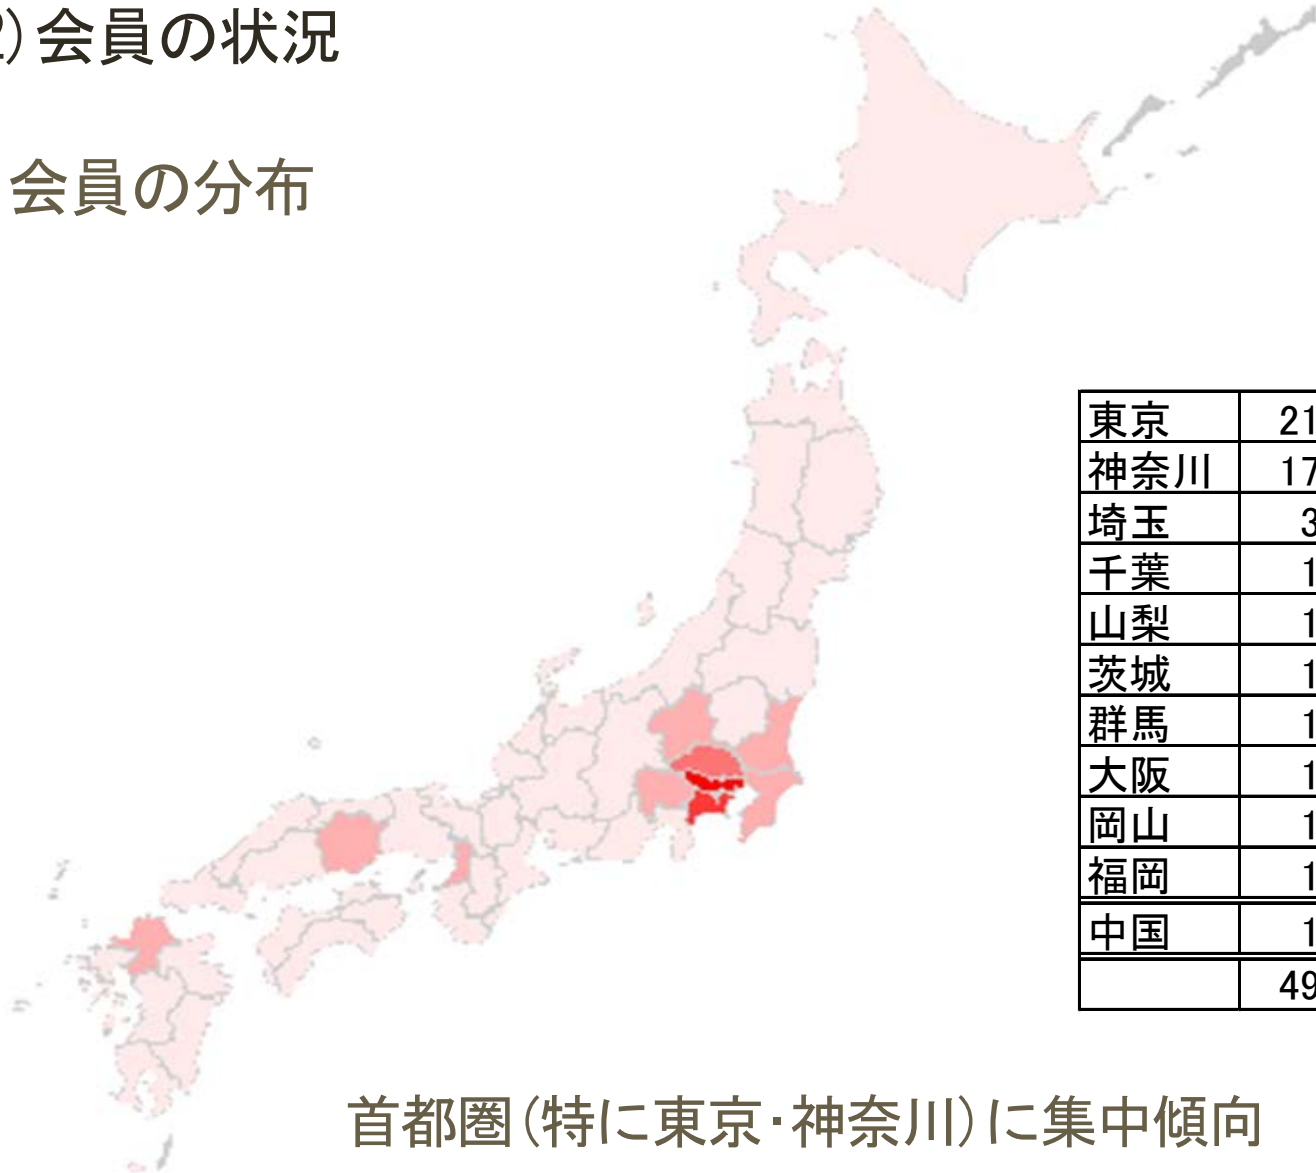 2)会員の状況
会員の分布
東京 21
神奈川 17
埼玉 3
千葉 1
山梨 1
茨城 1
群馬 1
大阪 1
岡山 1
福岡 1
中国 1
49
首都圏(特に東京・神奈川)に集中傾向